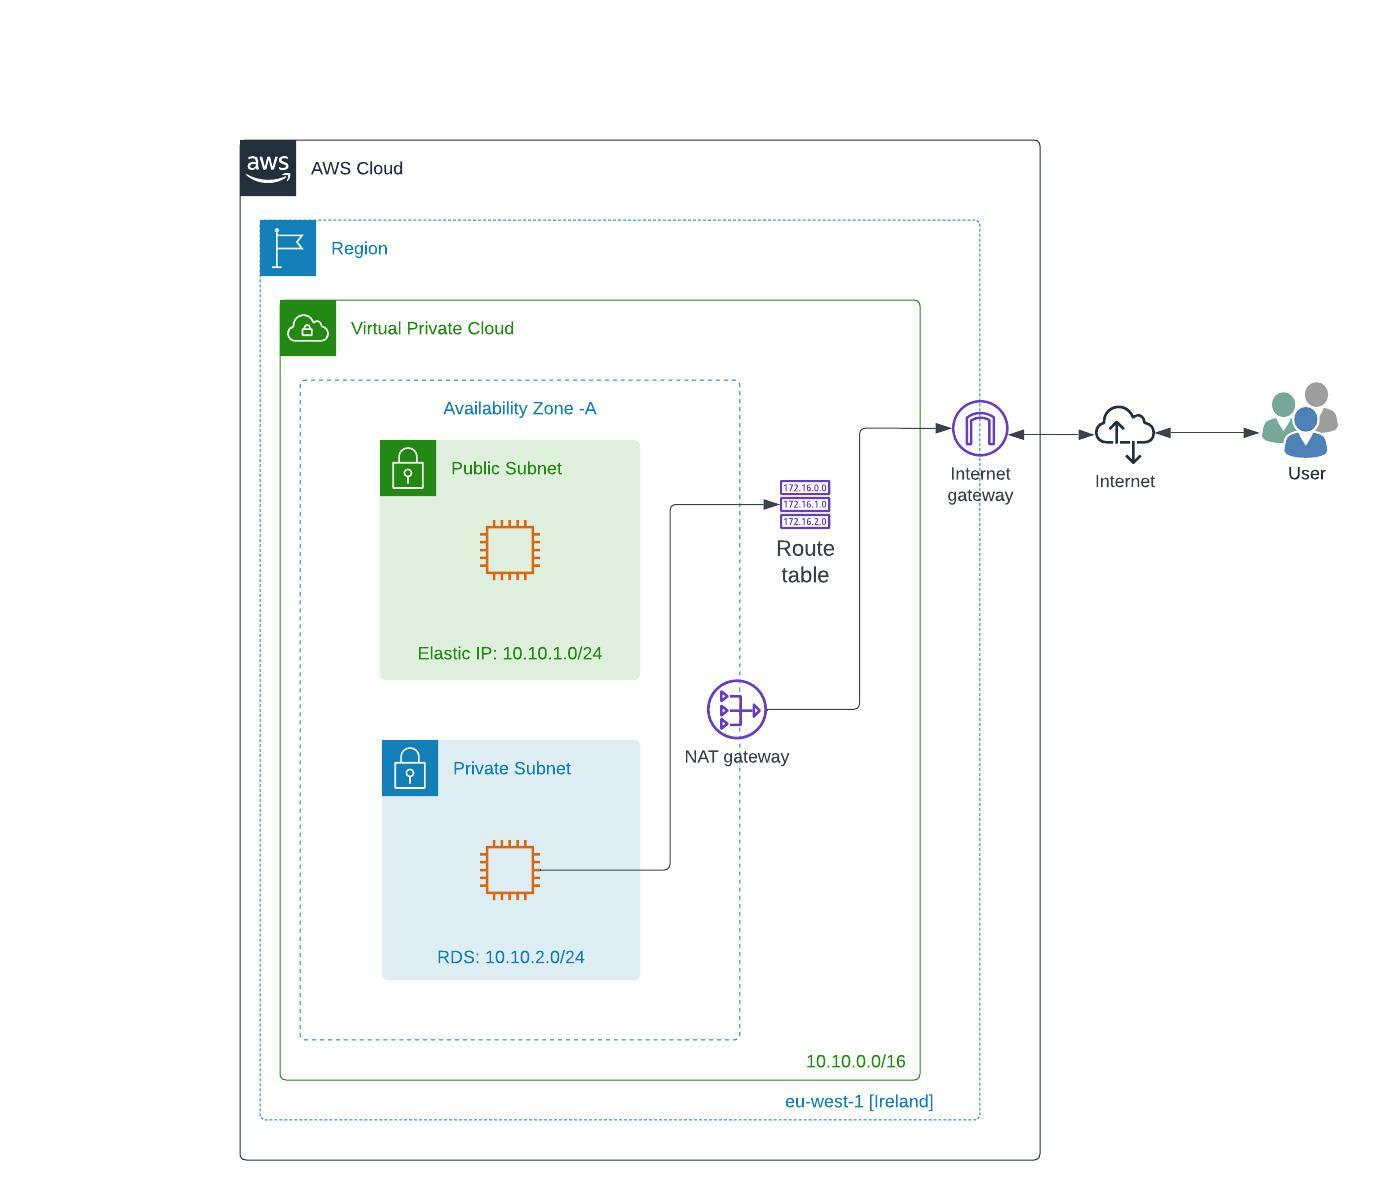 aws
AWS Cloud
Region
Virtual Private Cloud
Availability Zone -A
Public Subnet
Elastic IP: 10.10.1.0/24
172.16.0.0
172.16.1.0
172.16.2.0
Route
table
Internet
gateway
Internet
User
NAT gateway
Private Subnet
RDS: 10.10.2.0/24
10.10.0.0/16
eu-west-1 [Ireland]